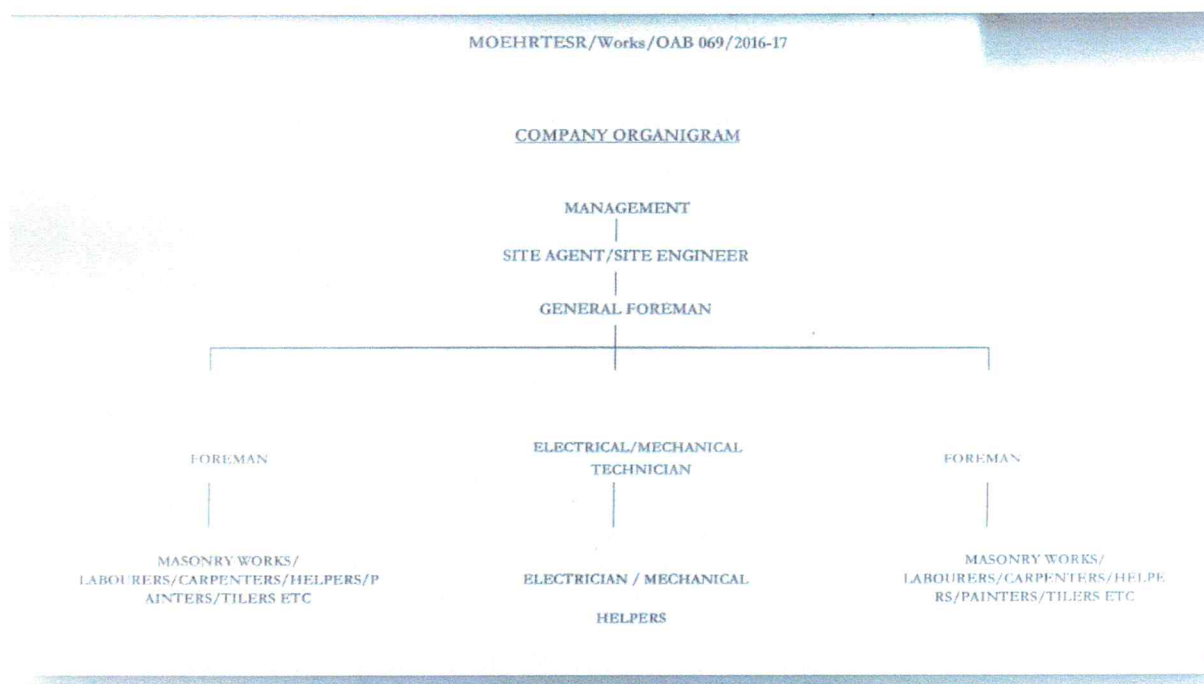 MOEHRTESR/Works/OAB 069/2016-17
COMPANY ORGANIGRAM
MANAGEMENT
SITE AGENT/SITE ENGINEER
GENERAL FOREMAN
FOREMAN
ELECTRICAL/MECHANICAL
TECHNICIAN
FOREMAN
MASONRY WORKS/
LABOURERS/CARPENTERS/HELPERS/P
AINTERS/TILERS ETC
ELECTRICIAN / MECHANICAL
HELPERS
MASONRY WORKS/
LABOURERS/CARPENTERS/HELPE
RS/PAINTERS/TILERS ETC